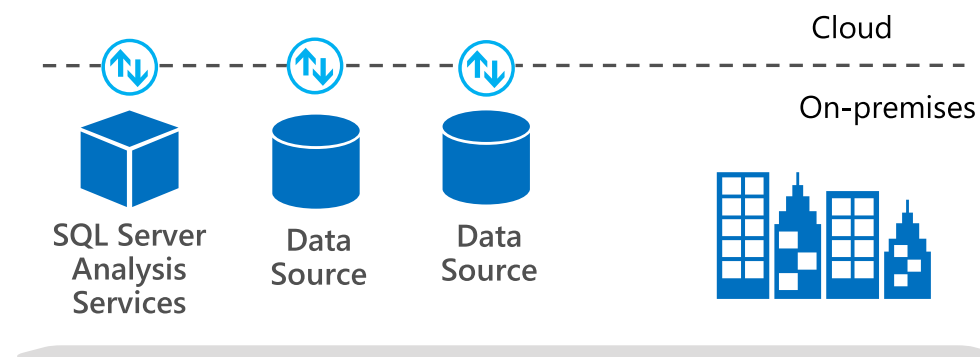 Cloud
On-premises
SQL Server
Analysis
Services
Data
Source
Data
Source